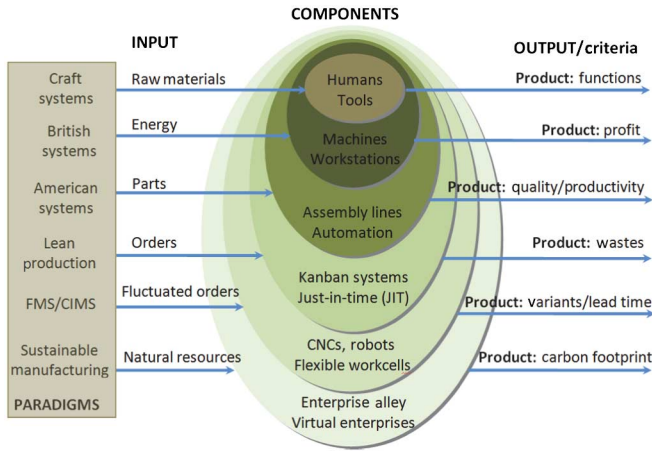 COMPONENTS
INPUT
OUTPUT/criteria
Craft
systems
Raw materials
Humans
Tools
Product: functions
British
systems
Energy
Machines
Workstations
Product: profit
American
systems
Parts
Assembly lines
Automation
Product: quality/productivity
Lean
production
Orders
Kanban systems
Just-in-time (JIT)
Product: wastes
FMS/CIMS
Fluctuated orders
CNCs, robots
Flexible workcells
Product: variants/lead time
Sustainable
manufacturing
Natural resources
Enterprise alley
Virtual enterprises
Product: carbon footprint
PARADIGMS